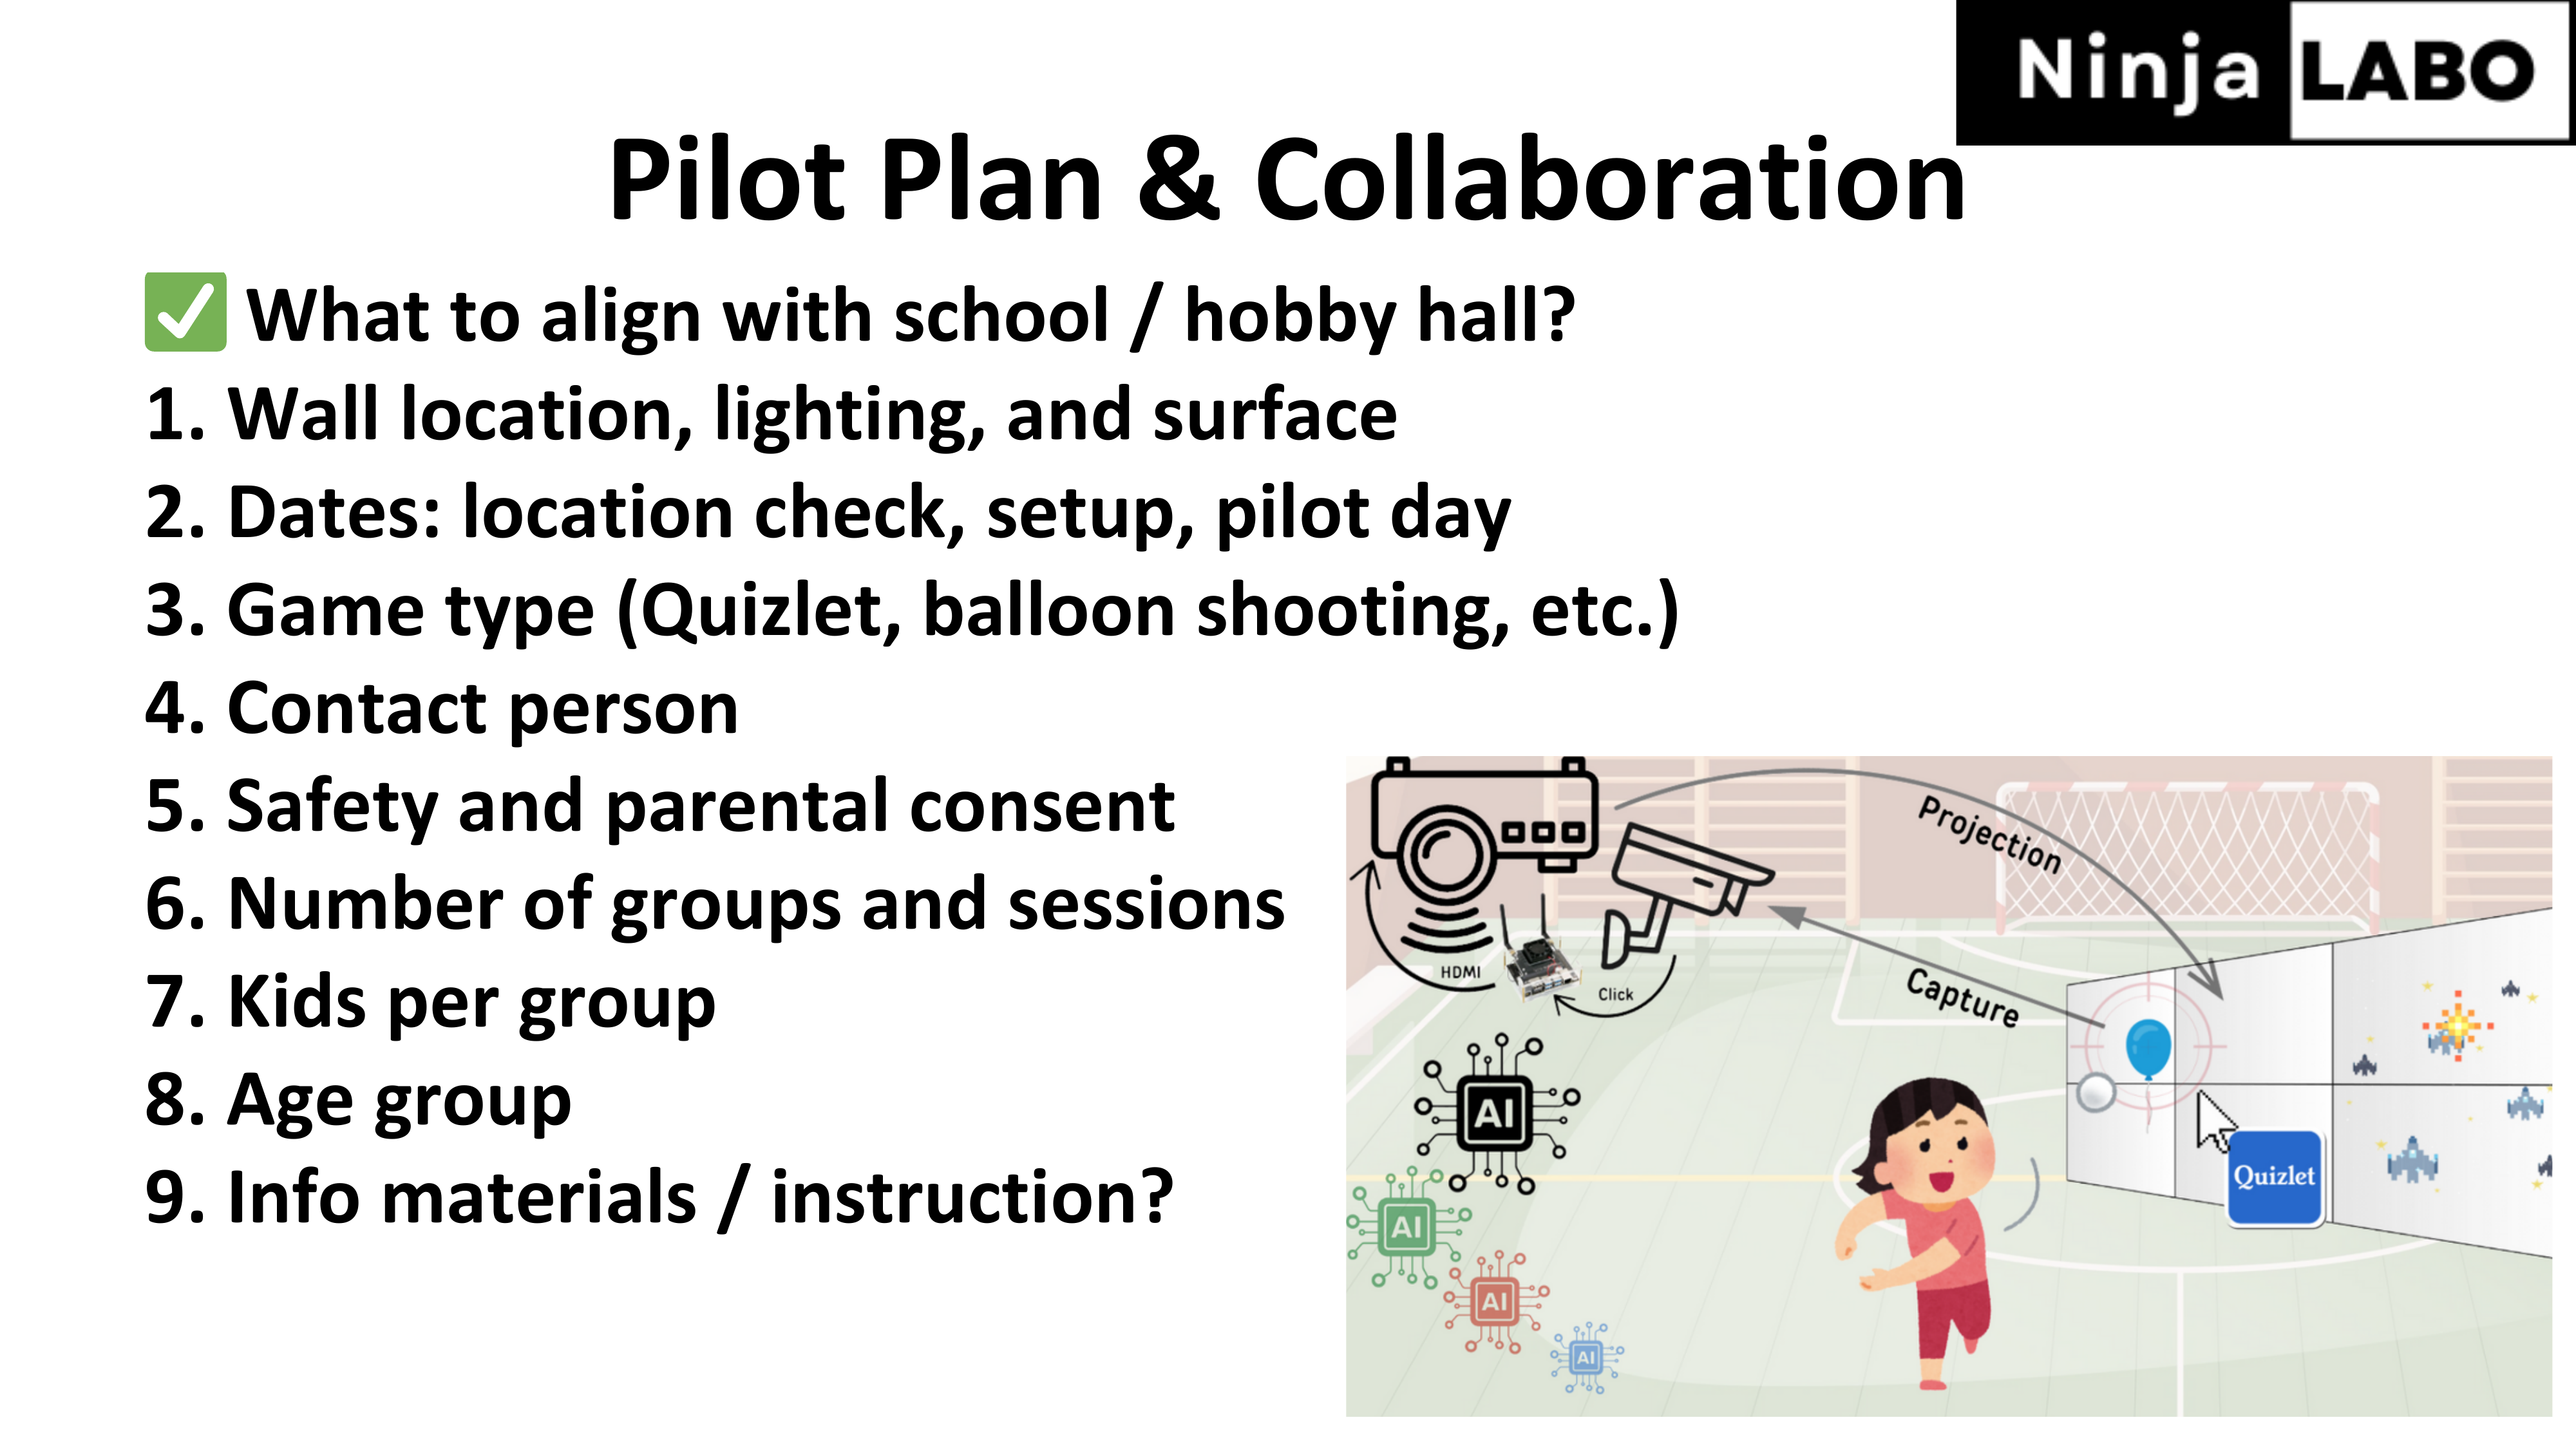 Ninja LABO
Pilot Plan & Collaboration
✅ What to align with school / hobby hall?
1. Wall location, lighting, and surface
2. Dates: location check, setup, pilot day
3. Game type (Quizlet, balloon shooting, etc.)
4. Contact person
5. Safety and parental consent
6. Number of groups and sessions
7. Kids per group
8. Age group
9. Info materials / instruction?
Projection
HDMI
Click
Capture
AI
Quizlet
AI
AI
AI